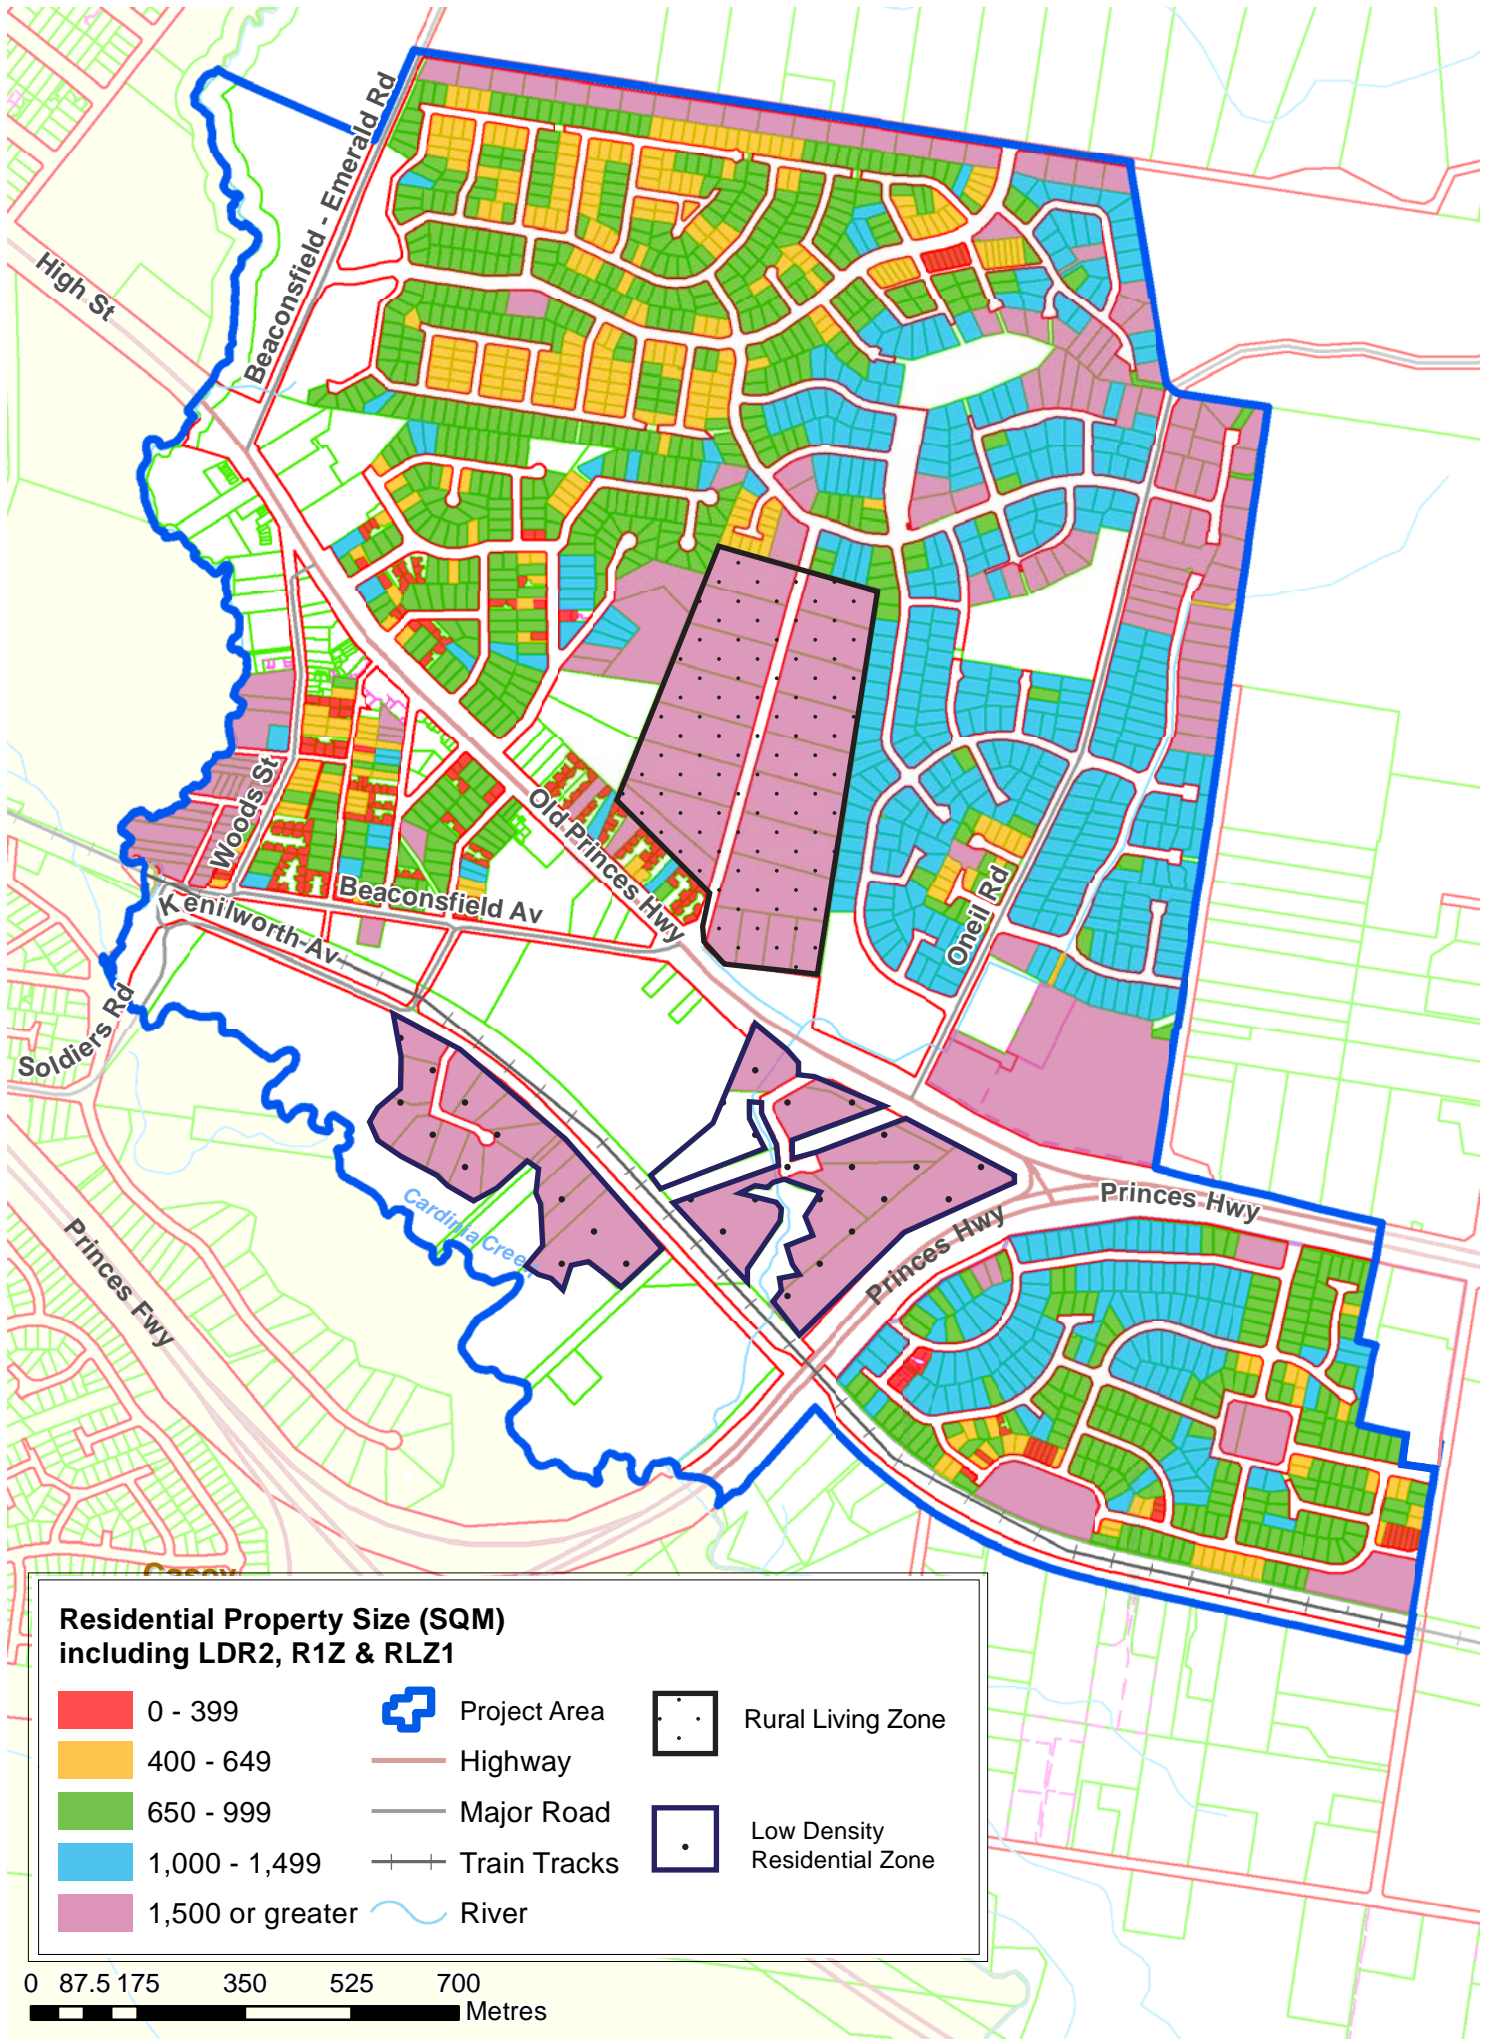 Beaconsfield - Emerald Rd
High St
Woods St
Old Princes Hwy
Beaconsfield Av
Kenilworth Av
Oneil Rd
Soldiers Rd
Cardinia Creek
Princes Hwy
Princes Hwy
Princes Fwy
Casey
Residential Property Size (SQM)
including LDR2, R1Z & RLZ1
0 - 399
400 - 649
650 - 999
1,000 - 1,499
1,500 or greater
Project Area
Highway
Major Road
Train Tracks
River
Rural Living Zone
Low Density
Residential Zone
0 87.5 175 350 525 700
Metres